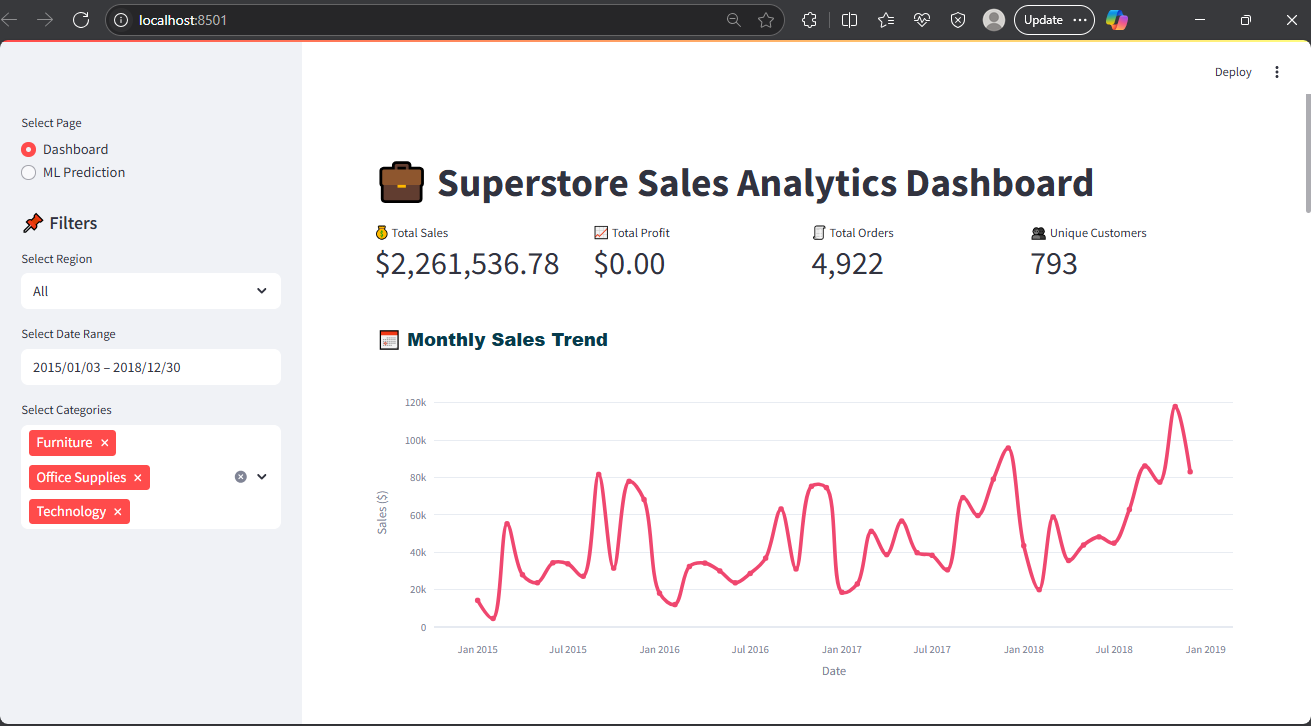 localhost:8501
Update
Deploy
Select Page
Dashboard
ML Prediction
Filters
Select Region
All
Select Date Range
2015/01/03 – 2018/12/30
Select Categories
Furniture ×
Office Supplies ×
Technology ×
Superstore Sales Analytics Dashboard
Total Sales
$2,261,536.78
Total Profit
$0.00
Total Orders
4,922
Unique Customers
793
Monthly Sales Trend
120k
100k
80k
60k
40k
20k
0
Sales ($)
Jan 2015 Jul 2015 Jan 2016 Jul 2016 Jan 2017 Jul 2017 Jan 2018 Jul 2018 Jan 2019
Date